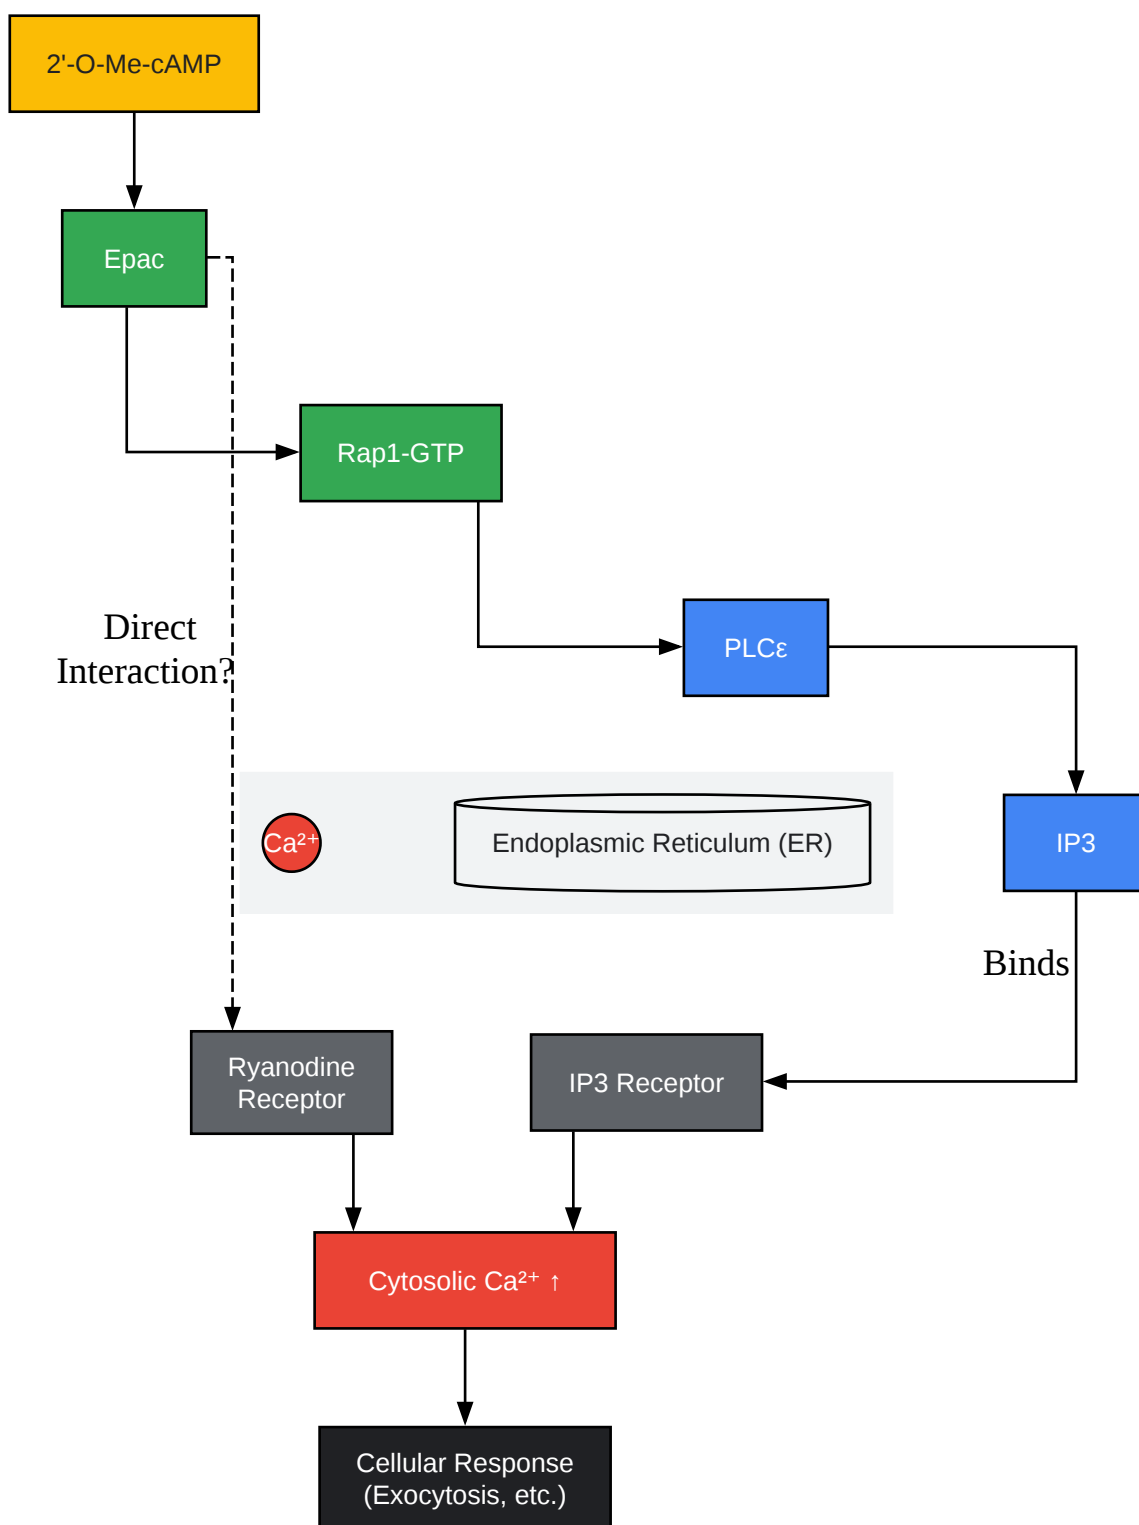 2'-O-Me-cAMP
Epac
Rap1-GTP
Direct
Interaction?
PLCε
Ca²⁺
Endoplasmic Reticulum (ER)
IP3
Binds
Ryanodine
Receptor
IP3 Receptor
Cytosolic Ca²⁺ ↑
Cellular Response
(Exocytosis, etc.)